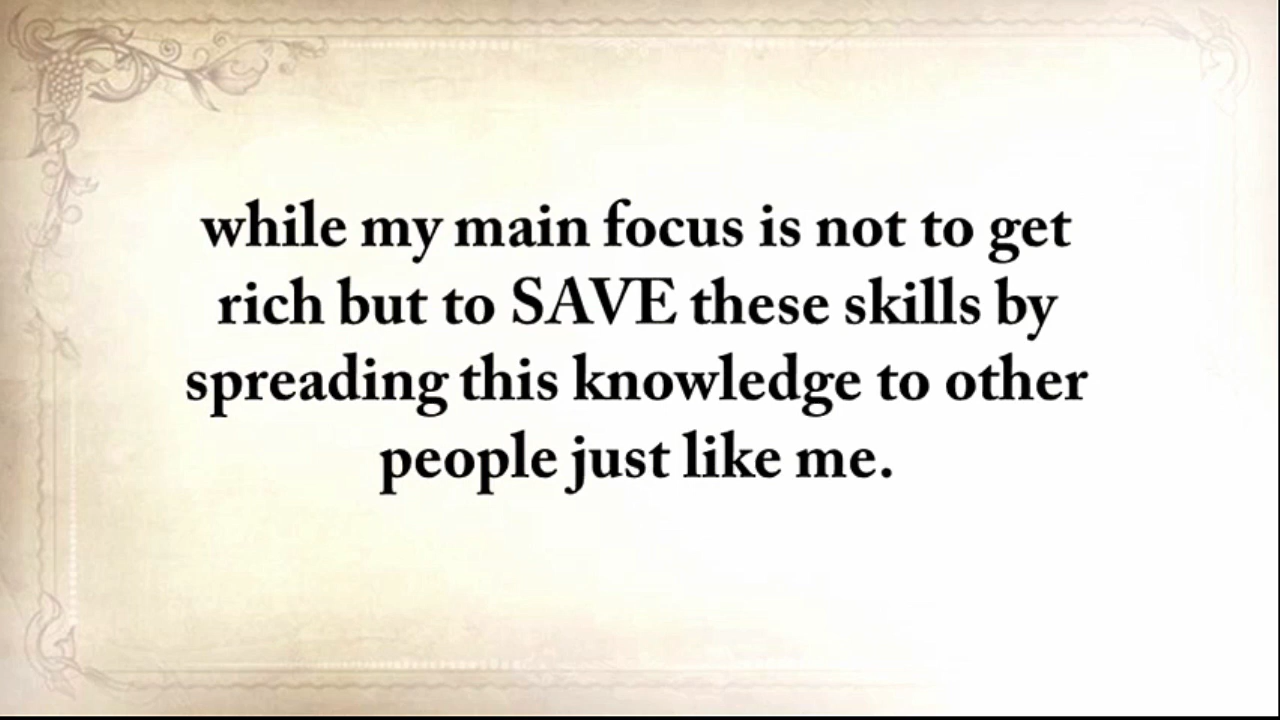 while my main focus is not to get
rich but to SAVE these skills by
spreading this knowledge to other
people just like me.